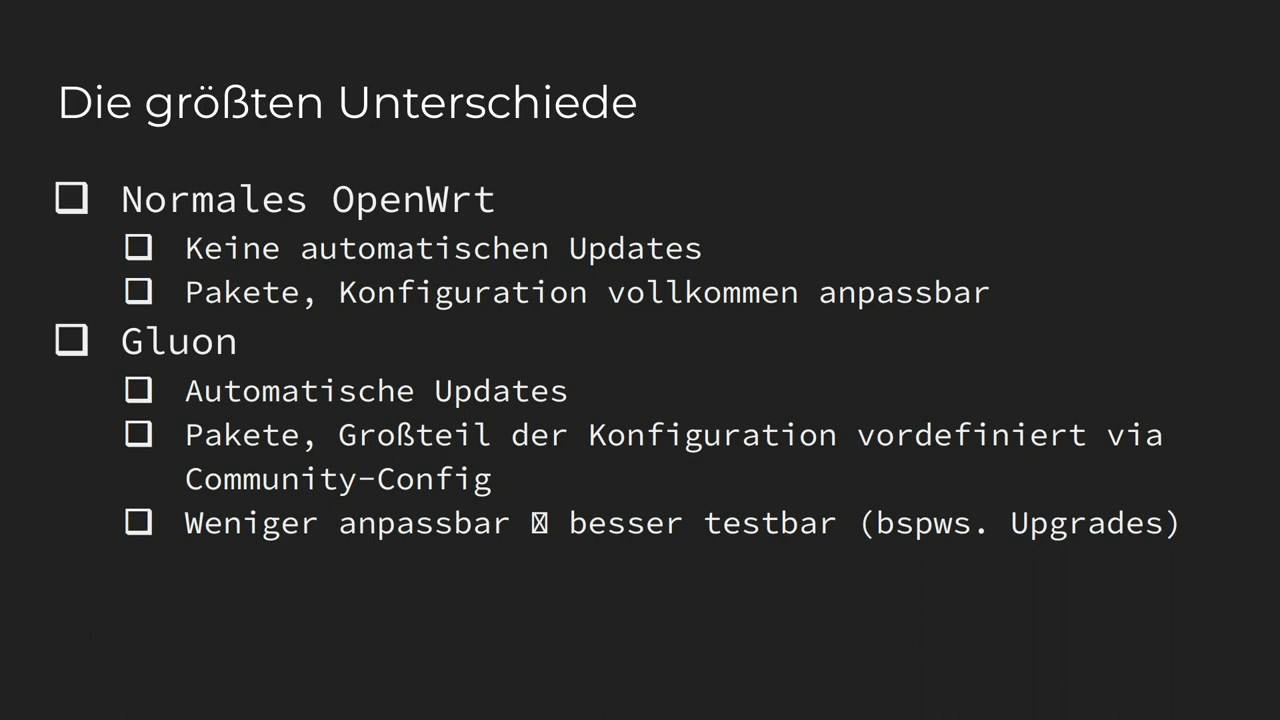 Die größten Unterschiede
❑ Normales OpenWrt
❑ Keine automatischen Updates
❑ Pakete, Konfiguration vollkommen anpassbar
❑ Gluon
❑ Automatische Updates
❑ Pakete, Großteil der Konfiguration vordefiniert via
Community-Config
❑ Weniger anpassbar besser testbar (bspws. Upgrades)